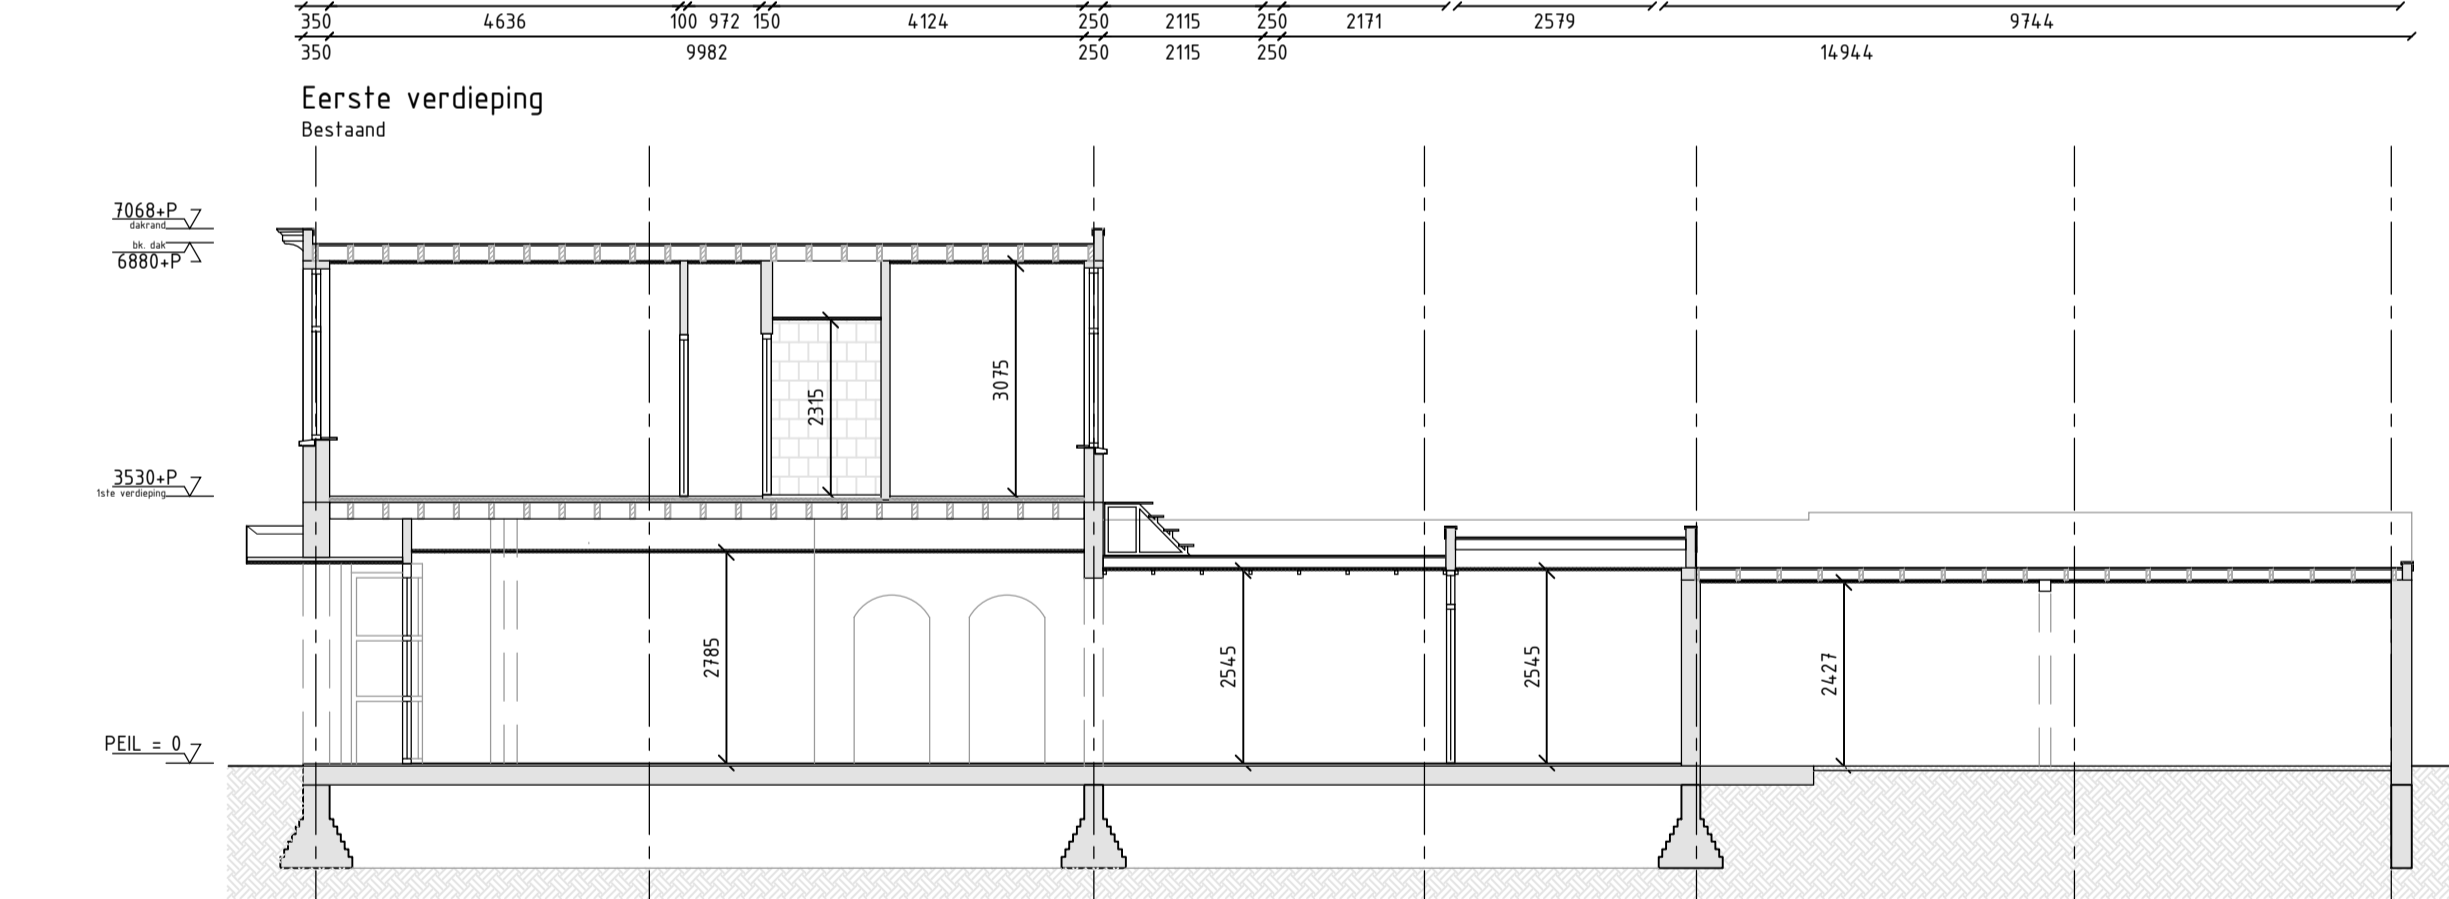 350 4636 100 972 150 4124 250 2115 250 2171 2579 9744
350 9982 250 2115 250 14944
Eerste verdieping
Bestaand
7068+P
dakrand
bk. dak
6880+P
3075
2315
3530+P
1ste verdieping
2785
2545
2545
2427
PEIL = 0